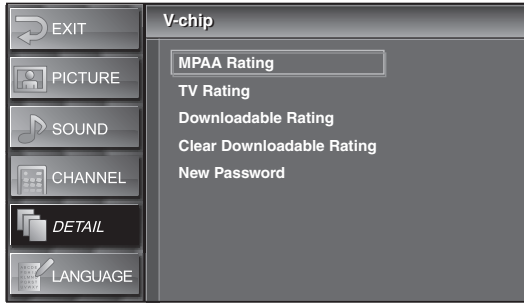 EXIT
PICTURE
SOUND
CHANNEL
DETAIL
LANGUAGE
V-chip
MPAA Rating
TV Rating
Downloadable Rating
Clear Downloadable Rating
New Password